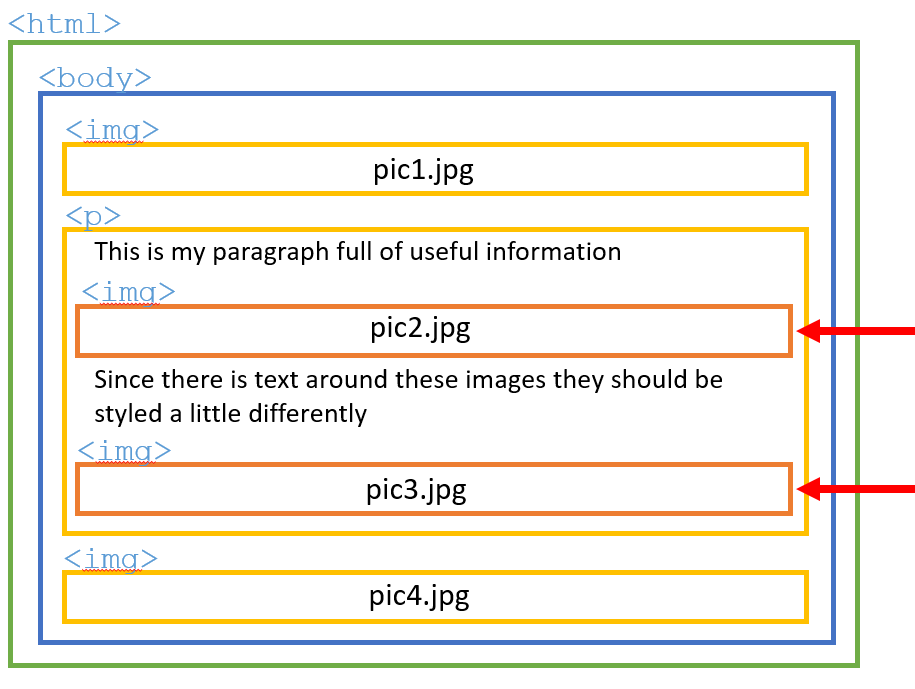 <html>
<body>
<img>
pic1.jpg
<p>
This is my paragraph full of useful information
<img>
pic2.jpg
Since there is text around these images they should be
styled a little differently
<img>
pic3.jpg
<img>
pic4.jpg